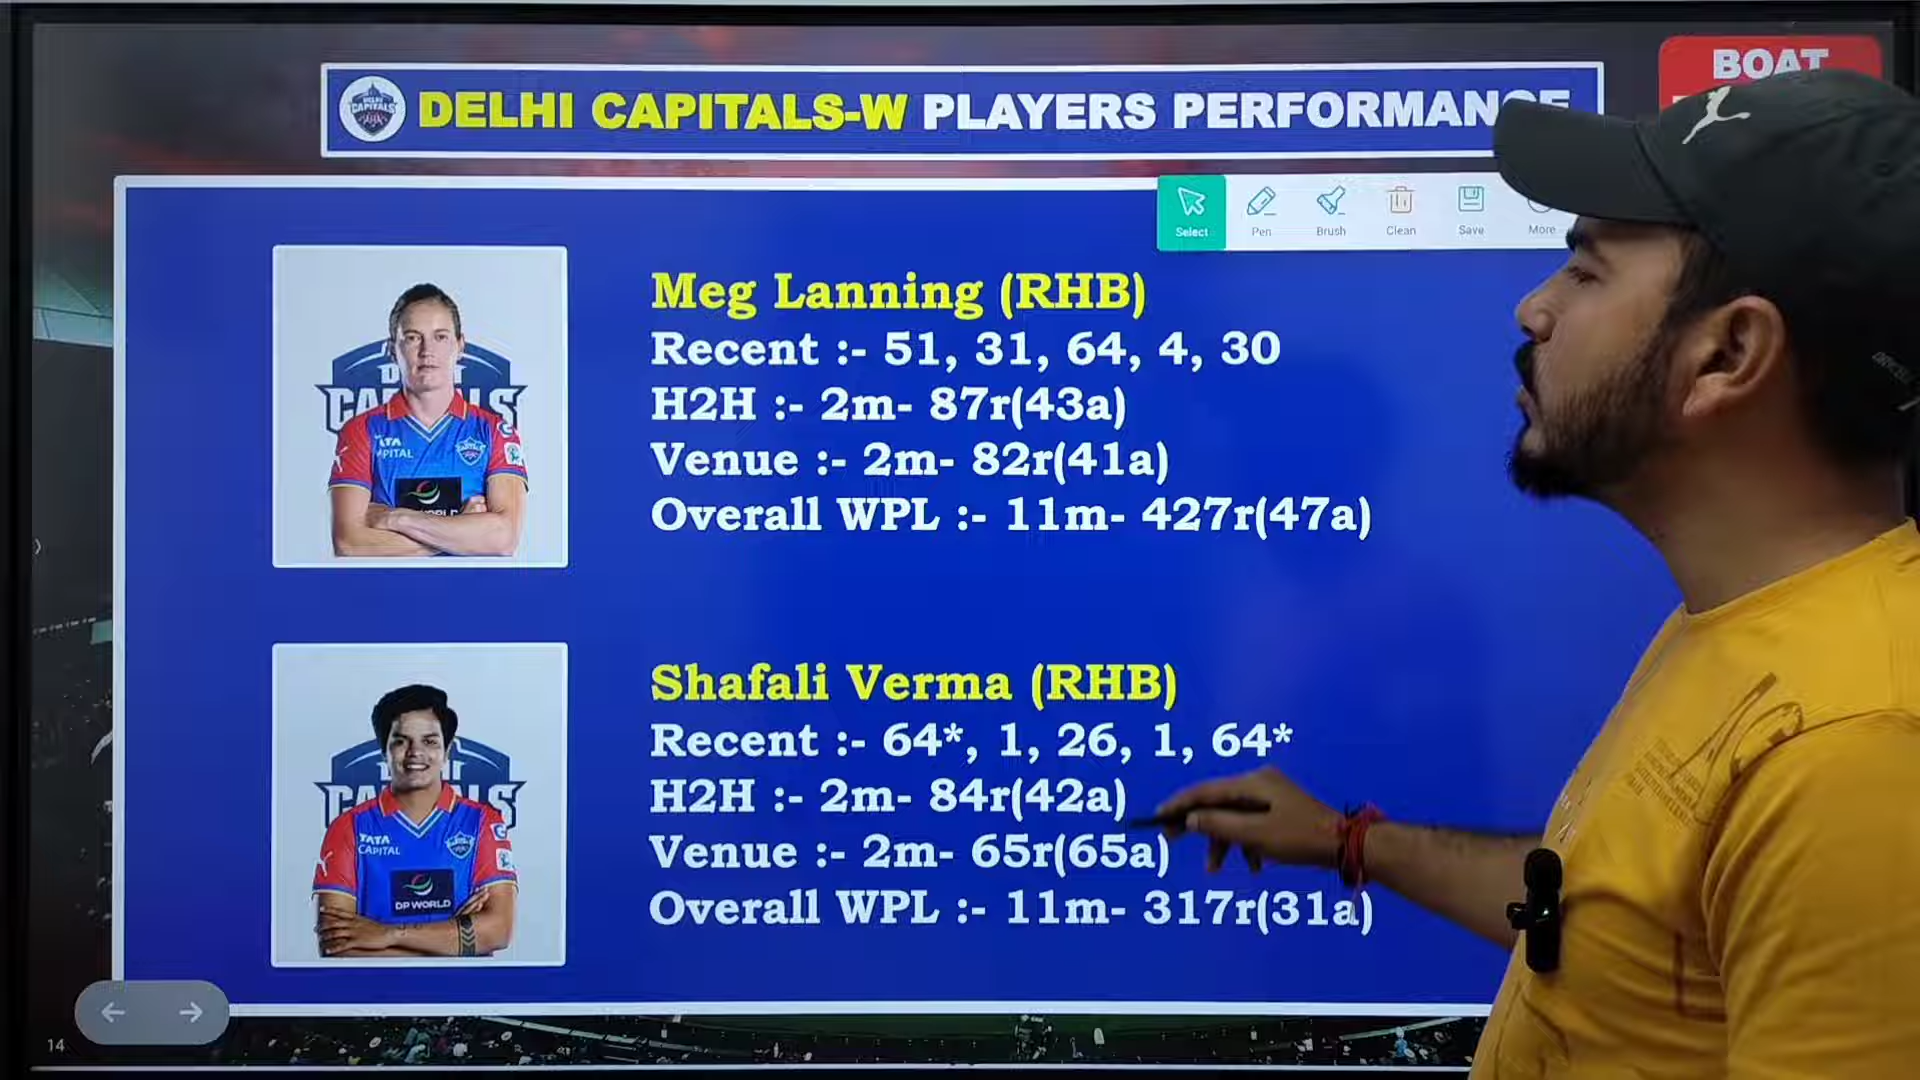 BOAT
DELHI CAPITALS-W PLAYERS PERFORMANCE
Select Pen Brush Clean Save More
Meg Lanning (RHB)
Recent :- 51, 31, 64, 4, 30
H2H :- 2m- 87r(43a)
Venue :- 2m- 82r(41a)
Overall WPL :- 11m- 427r(47a)
Shafali Verma (RHB)
Recent :- 64*, 1, 26, 1, 64*
H2H :- 2m- 84r(42a)
Venue :- 2m- 65r(65a)
Overall WPL :- 11m- 317r(31a)
TATA
CAPITAL
DP WORLD
14